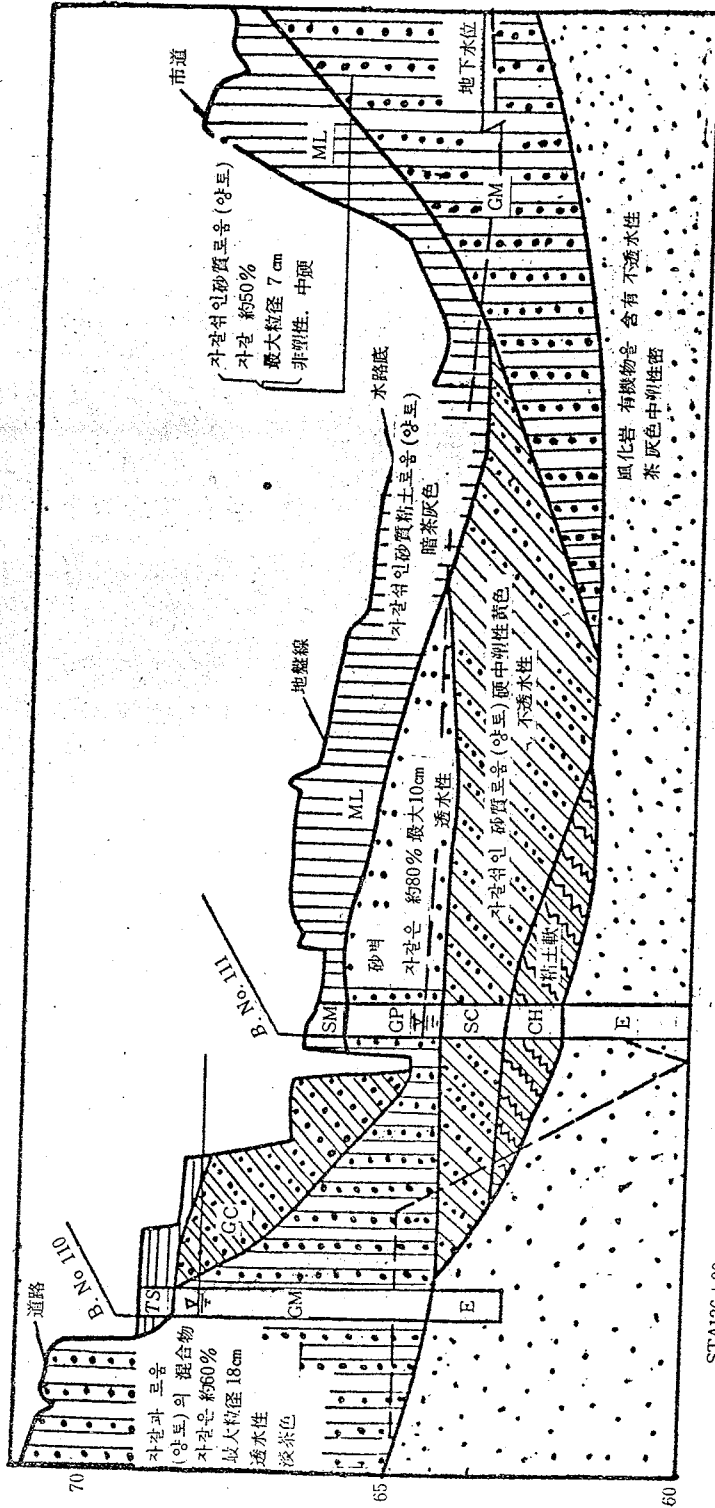 70
65
60
道路
B. No 110
TS
GM
E
자갈과 로움
(양토)의 混合物
자갈은 約60%
最大粒径 18cm
透水性
淡茶色
GC
B. No. 111
SM
GP
SC
CH
E
砂벽
자갈은 約80% 最大10cm
透水性
ML
地盤線
자갈섞인砂質粘土로움(양토)
暗茶灰色
水路底
자갈섞인 砂質로움(양토)硬中塑性黄色
不透水性
粘土軟
자갈섞인砂質로움(양토)
자갈 約50%
最大粒径 7cm
非塑性. 中硬
市道
ML
GM
地下水位
風化岩 有機物을 含有 不透水性
茶灰色中塑性密